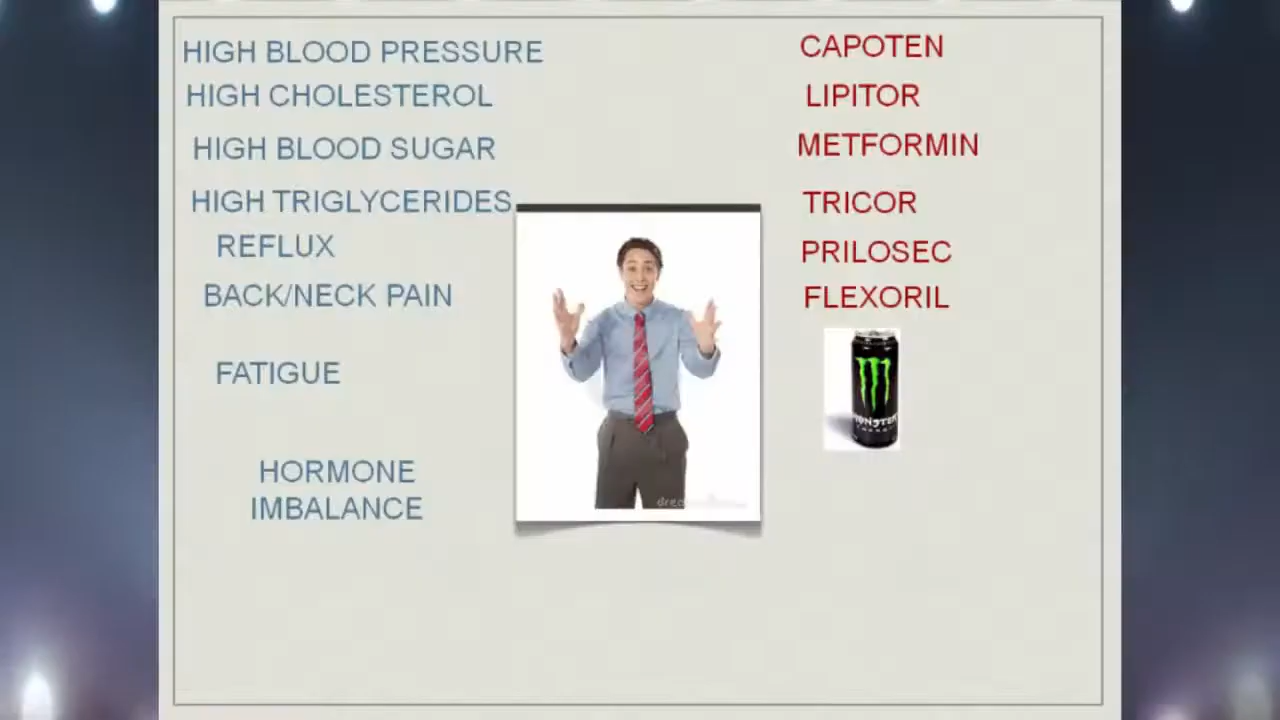 HIGH BLOOD PRESSURE
CAPOTEN
HIGH CHOLESTEROL
LIPITOR
HIGH BLOOD SUGAR
METFORMIN
HIGH TRIGLYCERIDES
TRICOR
REFLUX
PRILOSEC
BACK/NECK PAIN
FLEXORIL
FATIGUE
MONSTER
HORMONE
IMBALANCE